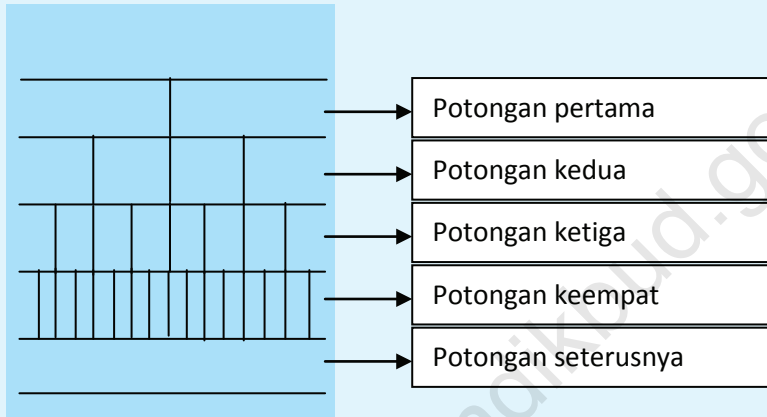 Potongan pertama
Potongan kedua
Potongan ketiga
Potongan keempat
Potongan seterusnya